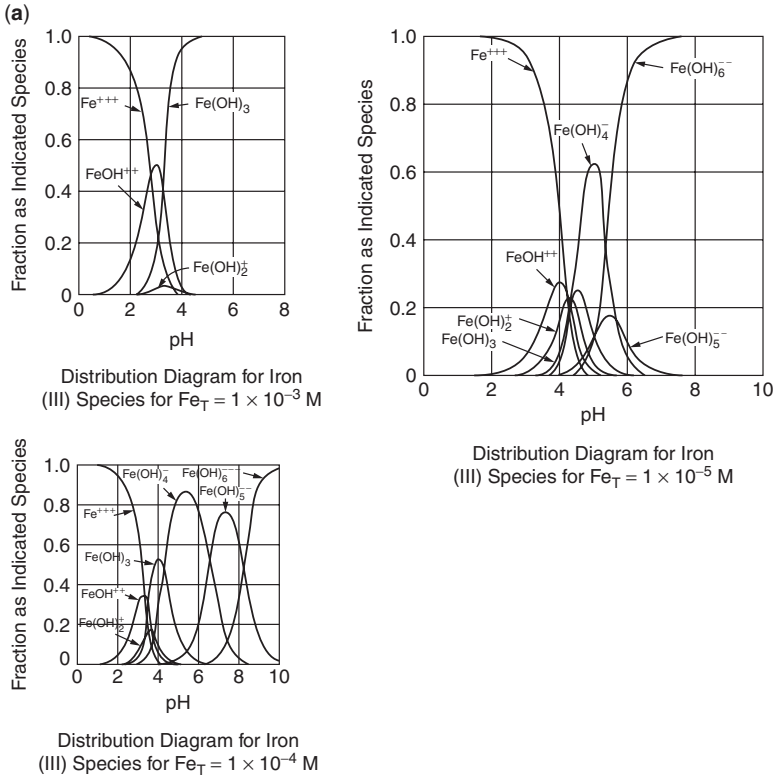 (a)
Fraction as Indicated Species
1.0
0.8
0.6
0.4
0.2
0
Fe⁺⁺⁺
Fe(OH)₃
FeOH⁺⁺
Fe(OH)₂⁺
0 2 4 6 8
pH
Distribution Diagram for Iron
(III) Species for Fe_T = 1 × 10⁻³ M
Fraction as Indicated Species
1.0
0.8
0.6
0.4
0.2
0
Fe⁺⁺⁺
Fe(OH)₆⁻⁻
Fe(OH)₄⁻
FeOH⁺⁺
Fe(OH)₂⁺
Fe(OH)₃
Fe(OH)₅⁻⁻
0 2 4 6 8 10
pH
Distribution Diagram for Iron
(III) Species for Fe_T = 1 × 10⁻⁵ M
Fraction as Indicated Species
1.0
0.8
0.6
0.4
0.2
0
Fe(OH)₄⁻
Fe(OH)₆⁻⁻⁻
Fe(OH)₅⁻⁻
Fe⁺⁺⁺
Fe(OH)₃
FeOH⁺⁺
Fe(OH)₂⁺
0 2 4 6 8 10
pH
Distribution Diagram for Iron
(III) Species for Fe_T = 1 × 10⁻⁴ M